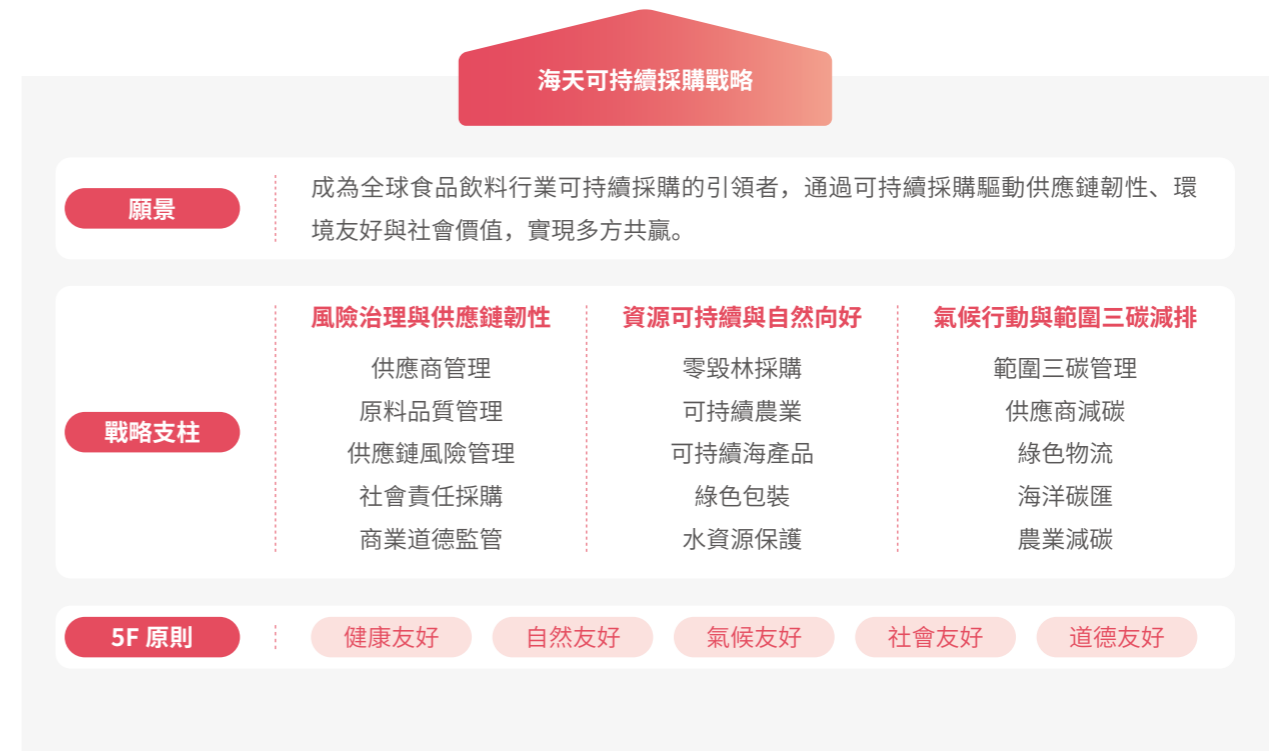 海天可持續採購戰略
願景
成為全球食品飲料行業可持續採購的引領者，通過可持續採購驅動供應鏈韌性、環
境友好與社會價值，實現多方共贏。
戰略支柱
風險治理與供應鏈韌性
供應商管理
原料品質管理
供應鏈風險管理
社會責任採購
商業道德監管
資源可持續與自然向好
零毀林採購
可持續農業
可持續海產品
綠色包裝
水資源保護
氣候行動與範圍三碳減排
範圍三碳管理
供應商減碳
綠色物流
海洋碳匯
農業減碳
5F 原則
健康友好
自然友好
氣候友好
社會友好
道德友好